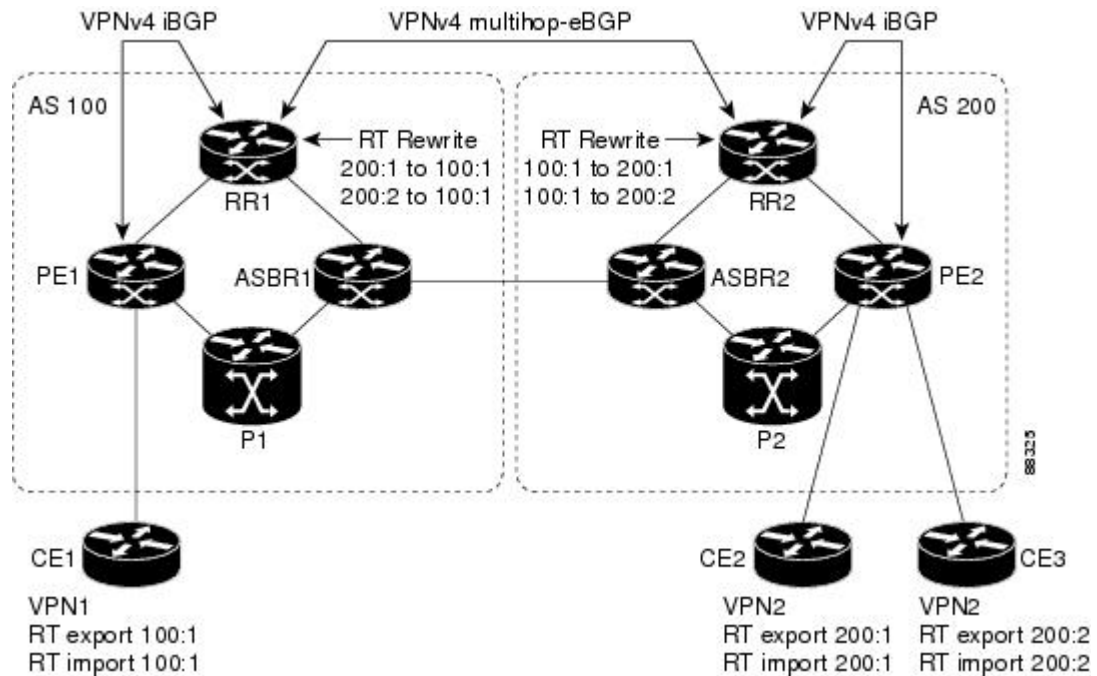 VPNv4 iBGP
VPNv4 multihop-eBGP
VPNv4 iBGP
AS 100
AS 200
RT Rewrite
200:1 to 100:1
200:2 to 100:1
RT Rewrite
100:1 to 200:1
100:1 to 200:2
RR1
RR2
PE1
ASBR1
ASBR2
PE2
P1
P2
88325
CE1
VPN1
RT export 100:1
RT import 100:1
CE2
VPN2
RT export 200:1
RT import 200:1
CE3
VPN2
RT export 200:2
RT import 200:2